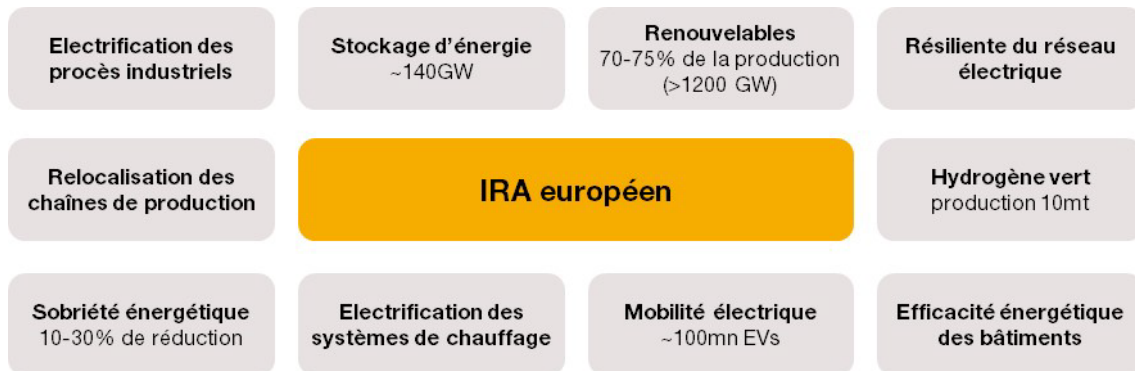 Electrification des
procès industriels
Stockage d'énergie
~140GW
Renouvelables
70-75% de la production
(>1200 GW)
Résiliente du réseau
électrique
Relocalisation des
chaînes de production
IRA européen
Hydrogène vert
production 10mt
Sobriété énergétique
10-30% de réduction
Electrification des
systèmes de chauffage
Mobilité électrique
~100mn EVs
Efficacité énergétique
des bâtiments